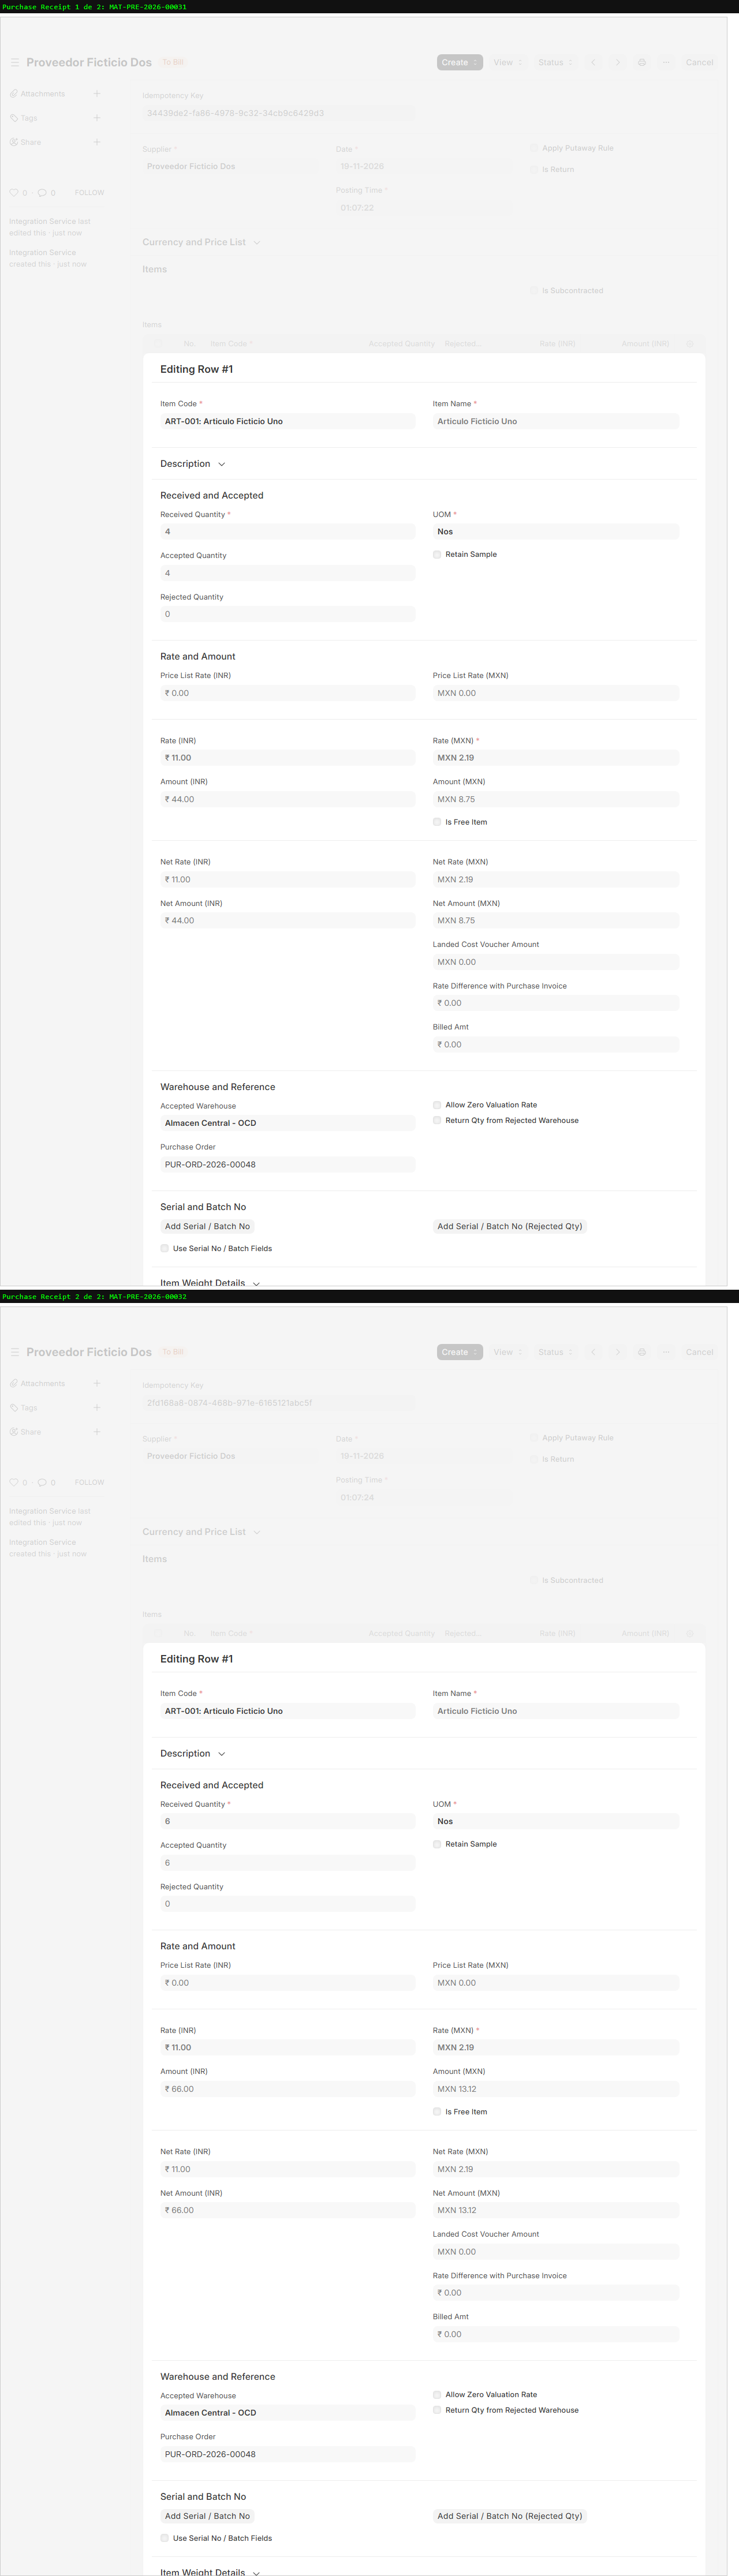 Purchase Receipt 1 de 2: MAT-PRE-2026-00031
Proveedor Ficticio Dos To Bill Create View Status Cancel
Attachments
Tags
Share
0 · 0 FOLLOW
Integration Service last
edited this · just now
Integration Service
created this · just now
Idempotency Key
Supplier *
Proveedor Ficticio Dos
Date *
19-11-2026
Posting Time *
01:07:22
Apply Putaway Rule
Is Return
Currency and Price List
Items
Is Subcontracted
Items
No. Item Code * Accepted Quantity Rejected... Rate (INR) Amount (INR)
Editing Row #1
Item Code *
ART-001: Articulo Ficticio Uno
Item Name *
Articulo Ficticio Uno
Description
Received and Accepted
Received Quantity *
4
UOM *
Nos
Accepted Quantity
4
Retain Sample
Rejected Quantity
0
Rate and Amount
Price List Rate (INR)
₹ 0.00
Price List Rate (MXN)
MXN 0.00
Rate (INR)
₹ 11.00
Rate (MXN) *
MXN 2.19
Amount (INR)
₹ 44.00
Amount (MXN)
MXN 8.75
Is Free Item
Net Rate (INR)
₹ 11.00
Net Rate (MXN)
MXN 2.19
Net Amount (INR)
₹ 44.00
Net Amount (MXN)
MXN 8.75
Landed Cost Voucher Amount
MXN 0.00
Rate Difference with Purchase Invoice
₹ 0.00
Billed Amt
₹ 0.00
Warehouse and Reference
Accepted Warehouse
Almacen Central - OCD
Allow Zero Valuation Rate
Return Qty from Rejected Warehouse
Purchase Order
PUR-ORD-2026-00048
Serial and Batch No
Add Serial / Batch No
Add Serial / Batch No (Rejected Qty)
Use Serial No / Batch Fields
Item Weight Details
Purchase Receipt 2 de 2: MAT-PRE-2026-00032
Proveedor Ficticio Dos To Bill Create View Status Cancel
Attachments
Tags
Share
0 · 0 FOLLOW
Integration Service last
edited this · just now
Integration Service
created this · just now
Idempotency Key
Supplier *
Proveedor Ficticio Dos
Date *
19-11-2026
Posting Time *
01:07:24
Apply Putaway Rule
Is Return
Currency and Price List
Items
Is Subcontracted
Items
No. Item Code * Accepted Quantity Rejected... Rate (INR) Amount (INR)
Editing Row #1
Item Code *
ART-001: Articulo Ficticio Uno
Item Name *
Articulo Ficticio Uno
Description
Received and Accepted
Received Quantity *
6
UOM *
Nos
Accepted Quantity
6
Retain Sample
Rejected Quantity
0
Rate and Amount
Price List Rate (INR)
₹ 0.00
Price List Rate (MXN)
MXN 0.00
Rate (INR)
₹ 11.00
Rate (MXN) *
MXN 2.19
Amount (INR)
₹ 66.00
Amount (MXN)
MXN 13.12
Is Free Item
Net Rate (INR)
₹ 11.00
Net Rate (MXN)
MXN 2.19
Net Amount (INR)
₹ 66.00
Net Amount (MXN)
MXN 13.12
Landed Cost Voucher Amount
MXN 0.00
Rate Difference with Purchase Invoice
₹ 0.00
Billed Amt
₹ 0.00
Warehouse and Reference
Accepted Warehouse
Almacen Central - OCD
Allow Zero Valuation Rate
Return Qty from Rejected Warehouse
Purchase Order
PUR-ORD-2026-00048
Serial and Batch No
Add Serial / Batch No
Add Serial / Batch No (Rejected Qty)
Use Serial No / Batch Fields
Item Weight Details